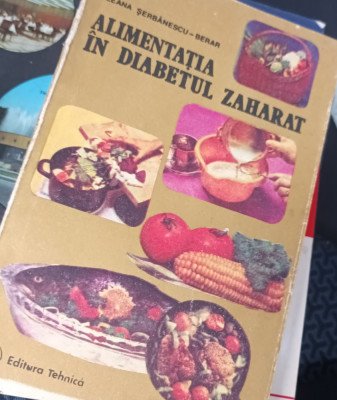 ŞERBĂNESCU-BERAR
ALIMENTAŢIA
ÎN DIABETUL ZAHARAT
Editura Tehnică